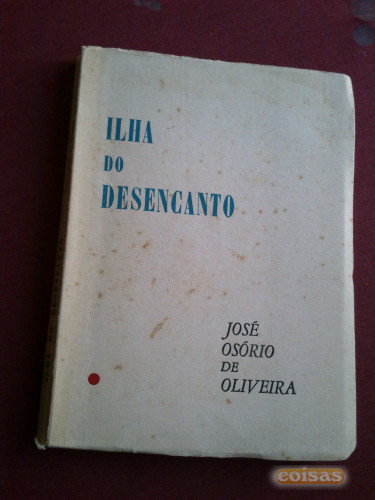 ILHA
DO
DESENCANTO
JOSÉ
OSÓRIO
DE
OLIVEIRA
coisas